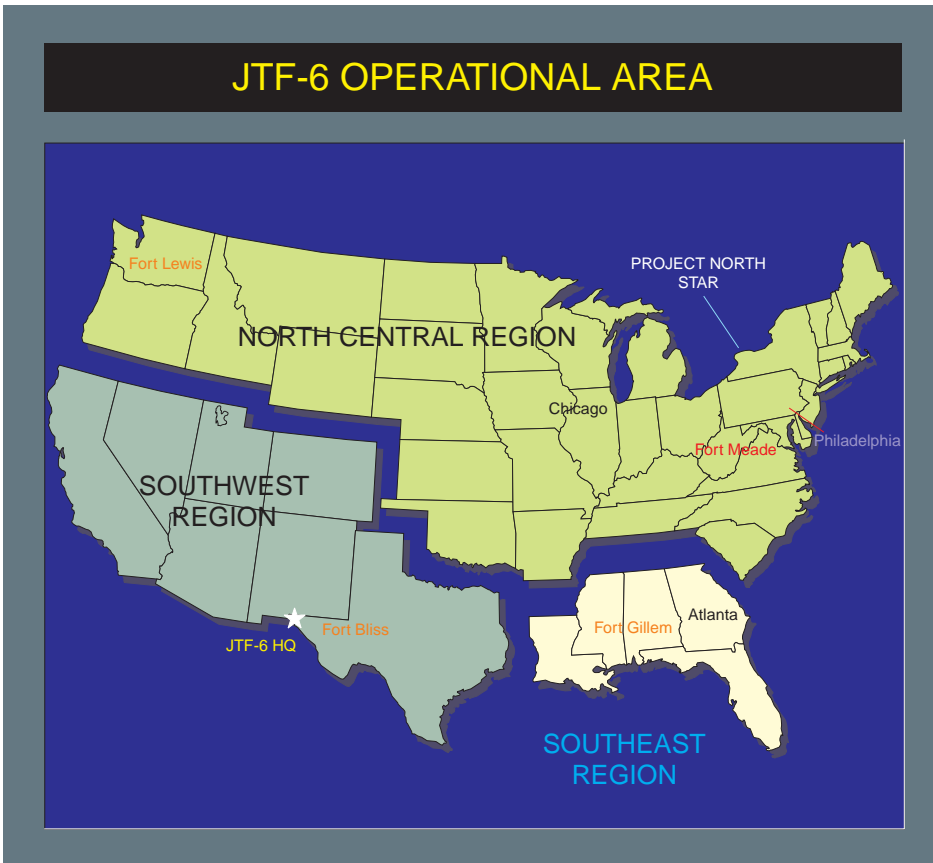 JTF-6 OPERATIONAL AREA
Fort Lewis
PROJECT NORTH
STAR
NORTH CENTRAL REGION
Chicago
Philadelphia
Fort Meade
SOUTHWEST
REGION
Atlanta
Fort Gillem
Fort Bliss
JTF-6 HQ
SOUTHEAST
REGION